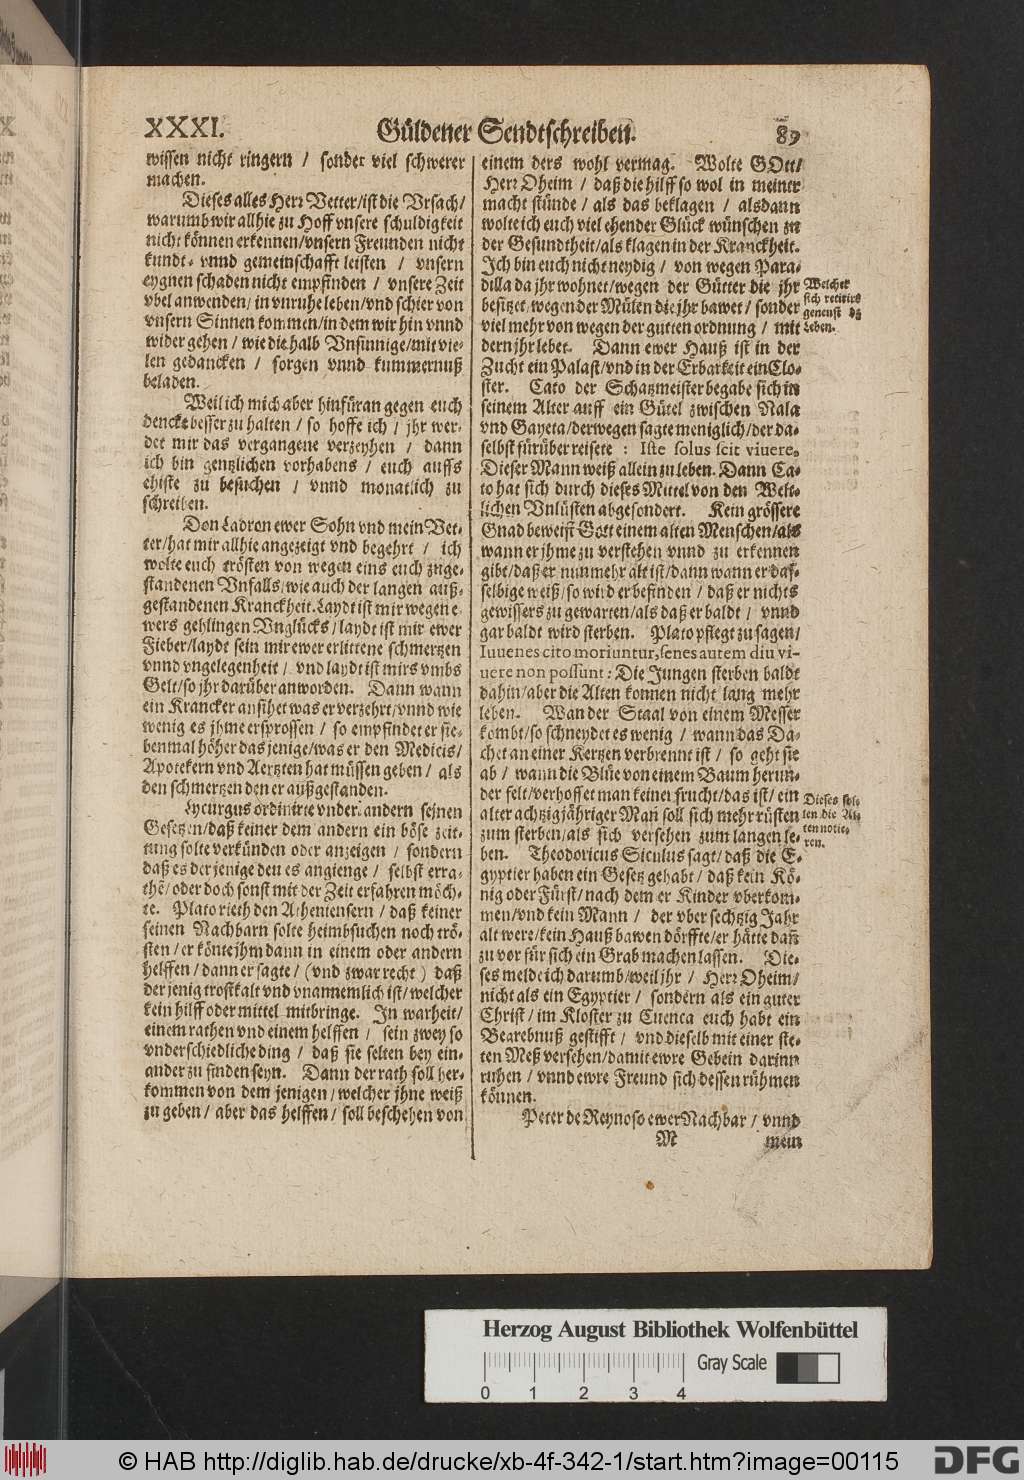 XXXI. Güldener Sendtschreiben. 89
wissen nicht ringern / sonder viel schwerer
machen.
Dieses alles Herr Vetter/ist die Vrsach/
warumb wir allhie zu Hoff vnsere schuldigkeit
nicht können erkennen/vnsern Freunden nicht
kundt- vnnd gemeinschafft leisten / vnsern
eygnen schaden nicht empfinden / vnsere Zeit
vbel anwenden/ in vnruhe leben/vnd schier von
vnsern Sinnen kommen/in dem wir hin vnnd
wider gehen / wie die halb Vnsinnige/mit vie-
len gedancken / sorgen vnnd kummernuß
beladen.
Weil ich mich aber hinfüran gegen euch
dencke besser zu halten / so hoffe ich / jhr wer-
det mir das vergangene verzeyhen / dann
ich bin gentzlichen vorhabens / euch auffs
ehiste zu besuchen / vnnd monatlich zu
schreiben.
Don Ladron ewer Sohn vnd mein Vet-
ter/hat mir allhie angezeigt vnd begehrt / ich
wolte euch trösten von wegen eins euch zuge-
standenen Vnfalls/wie auch der langen auß-
gestandenen Kranckheit. Laydt ist mir wegen e-
wers gehlingen Vnglücks/laydt ist mir ewer
Fieber/laydt sein mir ewer erlittene schmertzen
vnnd vngelegenheit / vnd laydt ist mirs vmbs
Gelt/so jhr darüber anworden. Dann wann
ein Krancker ansihet was er verzehrt/vnnd wie
wenig es jhme ersprossen / so empfindet er sie-
benmal höher das jenige/was er den Medicis/
Apoteckern vnd Aertzten hat müssen geben / als
den schmertzen den er außgestanden.
Lycurgus ordinirte vnder andern seinen
Gesetzen/daß keiner dem andern ein böse zeit-
tung solte verkünden oder anzeigen / sondern
daß es der jenige den es angienge / selbst erra-
thē/ oder doch sonst mit der Zeit erfahren möch-
te. Plato rieth den Atheniensern / daß keiner
seinen Nachbarn solte heimbsuchen noch trö-
sten/er könte jhm dann in einem oder andern
helffen / dann er sagte / (vnd zwar recht) daß
der jenig trost kalt vnd vnannemlich ist/welcher
kein hilff oder mittel mitbringe. In warheit/
einem rathen vnd einem helffen / sein zwey so
vnderschiedliche ding / daß sie selten bey ein-
ander zu finden seyn. Dann der rath soll her-
kommen von dem jenigen/welcher jhne weiß
zu geben / aber das helffen / soll beschehen von
einem ders wohl vermag. Wolte GOtt/
Herr Oheim / daß die hilff so wol in meiner
macht stünde / als das beklagen / alsdann
wolte ich euch viel ehender Glück wünschen zu
der Gesundtheit/als klagen in der Kranckheit.
Ich bin euch nicht neydig / von wegen Para-
dilla da jhr wohnet/wegen der Gütter die jhr
besitzet/wegen der Mülen die jhr bawet / sonder
viel mehr von wegen der gutten ordnung / mit
dern jhr lebet. Dann ewer Hauß ist in der
Zucht ein Palast/vnd in der Erbarkeit ein Clo-
ster. Cato der Schatzmeister begabe sich in
seinem Alter auff ein Gütel zwischen Nala
vnd Gayeta/derwegen sagte meniglich/der da-
selbst fürüber reisete : Iste solus scit viuere.
Dieser Mann weiß allein zu leben. Dann Ca-
to hat sich durch dieses Mittel von den Welt-
lichen Vnlüsten abgesondert. Kein grössere
Gnad beweist Gott einem alten Menschen/als
wann er jhme zu verstehen vnnd zu erkennen
gibt/daß er nunmehr alt ist/dann wann er das-
selbige weiß/so wird er befinden / daß er nichts
gewissers zu gewarten/als daß er baldt / vnnd
gar baldt wird sterben. Plato pflegt zu sagen/
Iuuenes cito moriuntur, senes autem diu vi-
uere non possunt : Die Jungen sterben baldt
dahin/aber die Alten konnen nicht lang mehr
leben. Wan der Staal von einem Messer
kombt/so schneydet es wenig / wann das Da-
chet an einer Kertzen verbrennt ist / so geht sie
ab / wann die Blüe von einem Baum herun-
der felt/verhoffet man keiner frucht/das ist/ ein
alter achtzigjähriger Mañ soll sich mehr rüsten
zum sterben/als sich versehen zum langen le-
ben. Theodoricus Siculus sagt/daß die E-
gyptier haben ein Gesetz gehabt / daß kein Kö-
nig oder Fürst/nach dem er Kinder vberkom-
men/vnd kein Mann / der vber sechtzig Jahr
alt were/kein Hauß bawen dörffte/er hätte dañ
zu vor für sich ein Grab machen lassen. Die-
ses melde ich darumb/weil jhr / Herr Oheim/
nicht als ein Egyptier / sondern als ein guter
Christ/im Kloster zu Cuenca euch habt ein
Begrebnuß gestifft / vnd dieselb mit einer ste-
ten Meß versehen/damit ewre Gebein darinn
ruhen / vnnd ewre Freund sich dessen rühmen
können.
Peter de Reynoso ewer Nachbar / vnnd
M mein
Welcher
sich retirirt
geneust dz
Leben.
Dieses sol-
len die Al-
ten notie-
ren.
Herzog August Bibliothek Wolfenbüttel
Gray Scale
0 1 2 3 4
© HAB http://diglib.hab.de/drucke/xb-4f-342-1/start.htm?image=00115
DFG